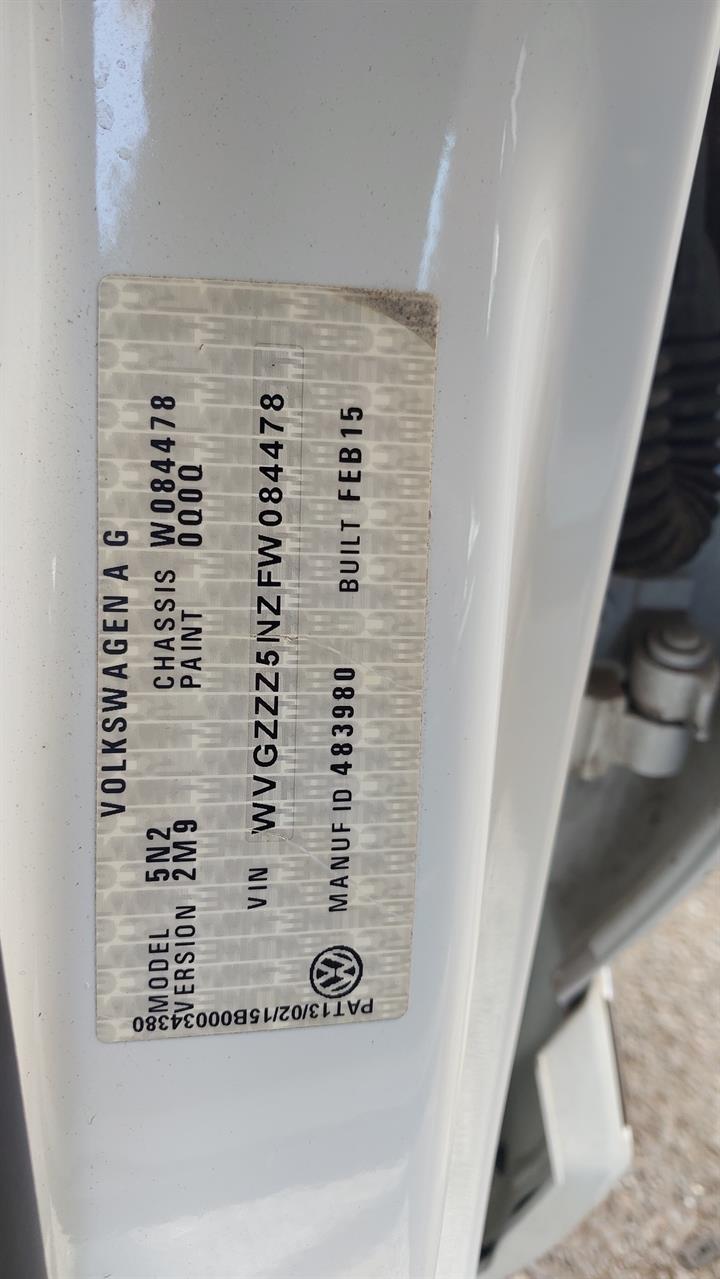 VOLKSWAGEN A G
MODEL 5N2 CHASSIS W084478
VERSION 2M9 PAINT 0Q0Q
VIN WVGZZZ5NZFW084478
MANUF ID 483980 BUILT FEB15
PAT13/02/15B00034380